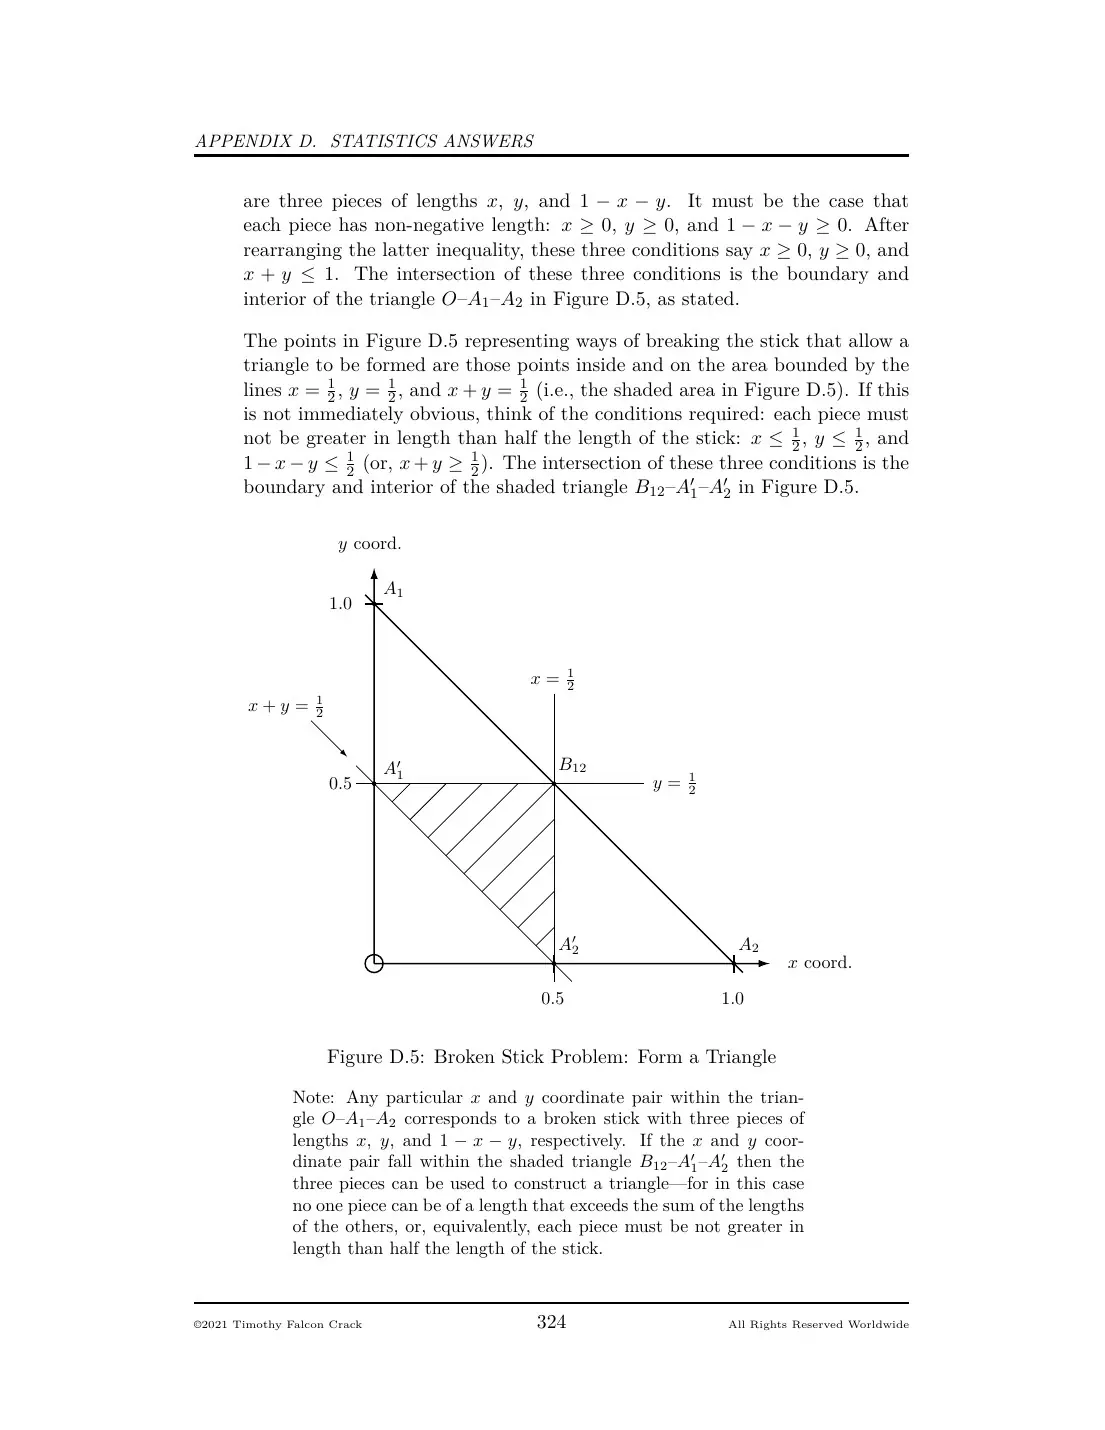 APPENDIX D. STATISTICS ANSWERS
are three pieces of lengths x, y, and 1 − x − y. It must be the case that
each piece has non-negative length: x ≥ 0, y ≥ 0, and 1 − x − y ≥ 0. After
rearranging the latter inequality, these three conditions say x ≥ 0, y ≥ 0, and
x + y ≤ 1. The intersection of these three conditions is the boundary and
interior of the triangle O–A₁–A₂ in Figure D.5, as stated.
The points in Figure D.5 representing ways of breaking the stick that allow a
triangle to be formed are those points inside and on the area bounded by the
lines x = ½, y = ½, and x + y = ½ (i.e., the shaded area in Figure D.5). If this
is not immediately obvious, think of the conditions required: each piece must
not be greater in length than half the length of the stick: x ≤ ½, y ≤ ½, and
1 − x − y ≤ ½ (or, x + y ≥ ½). The intersection of these three conditions is the
boundary and interior of the shaded triangle B₁₂–A′₁–A′₂ in Figure D.5.
y coord.
A₁
1.0
x = ½
x + y = ½
B₁₂
A′₁
0.5
y = ½
A′₂
A₂
x coord.
0.5
1.0
Figure D.5: Broken Stick Problem: Form a Triangle
Note: Any particular x and y coordinate pair within the trian-
gle O–A₁–A₂ corresponds to a broken stick with three pieces of
lengths x, y, and 1 − x − y, respectively. If the x and y coor-
dinate pair fall within the shaded triangle B₁₂–A′₁–A′₂ then the
three pieces can be used to construct a triangle—for in this case
no one piece can be of a length that exceeds the sum of the lengths
of the others, or, equivalently, each piece must be not greater in
length than half the length of the stick.
©2021 Timothy Falcon Crack
324
All Rights Reserved Worldwide